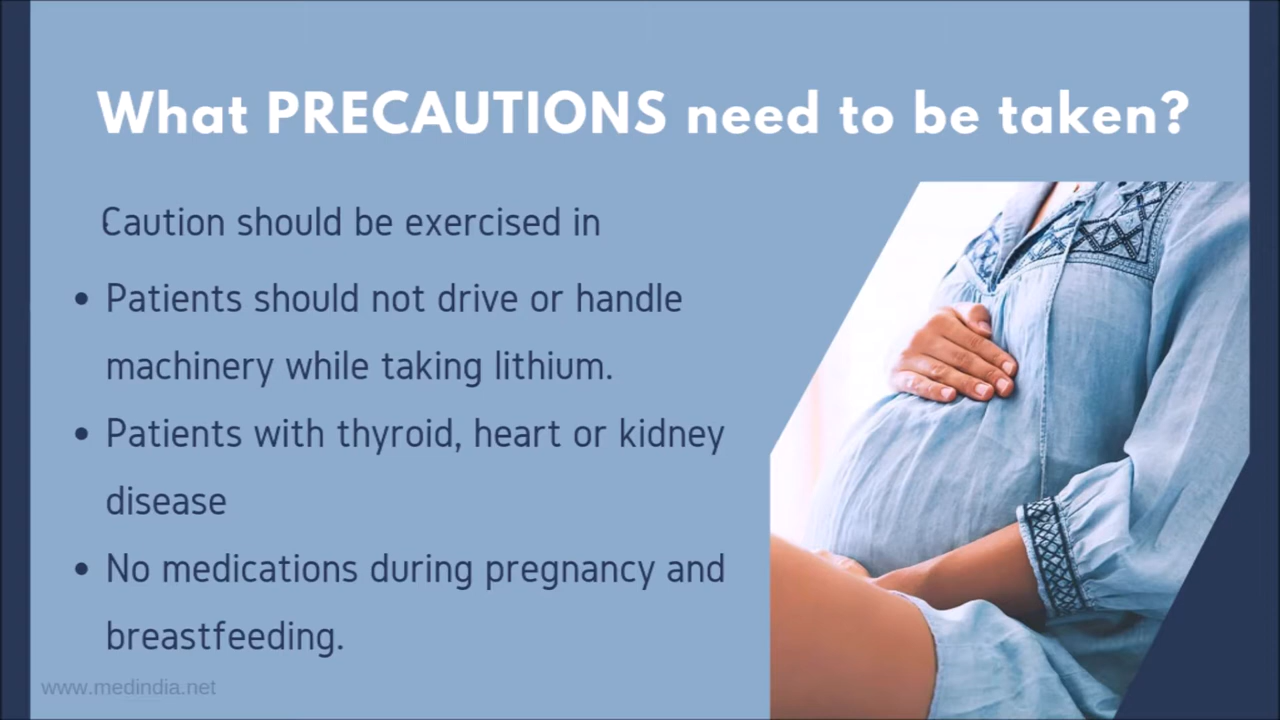 What PRECAUTIONS need to be taken?
Caution should be exercised in
• Patients should not drive or handle
machinery while taking lithium.
• Patients with thyroid, heart or kidney
disease
• No medications during pregnancy and
breastfeeding.
www.medindia.net